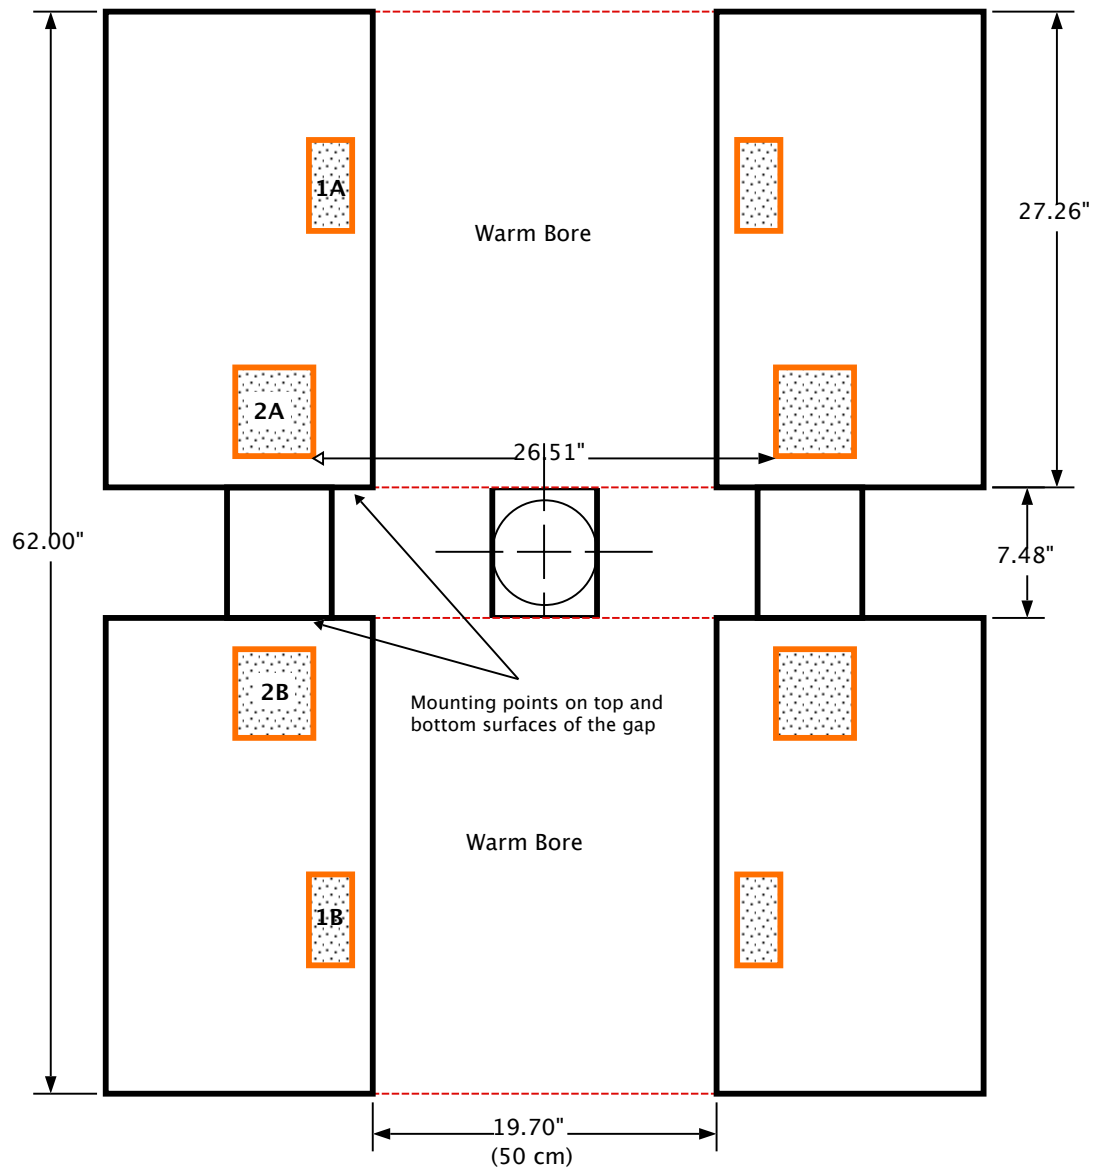 1A
27.26"
Warm Bore
2A
26.51"
62.00"
7.48"
2B
Mounting points on top and
bottom surfaces of the gap
Warm Bore
1B
19.70"
(50 cm)